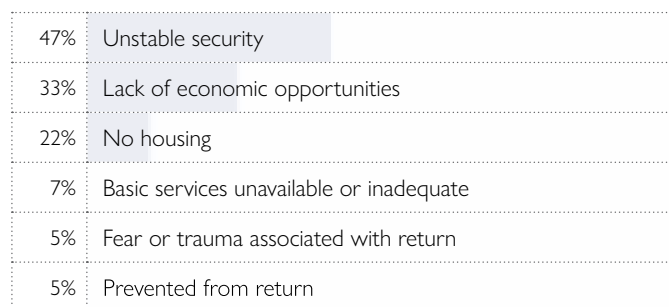 47% Unstable security
33% Lack of economic opportunities
22% No housing
7% Basic services unavailable or inadequate
5% Fear or trauma associated with return
5% Prevented from return